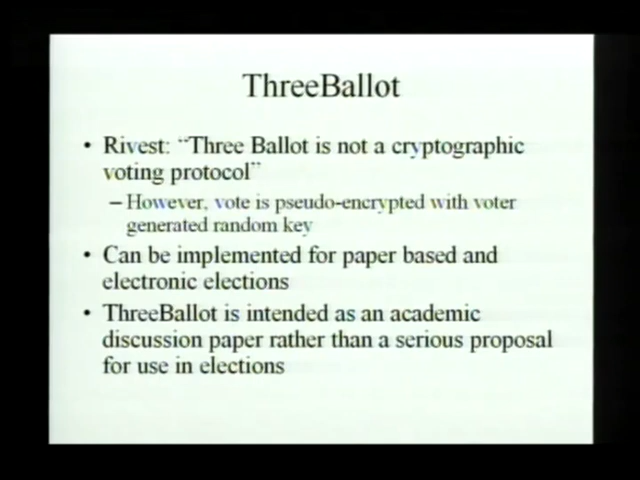 ThreeBallot
• Rivest: “Three Ballot is not a cryptographic
voting protocol”
– However, vote is pseudo-encrypted with voter
generated random key
• Can be implemented for paper based and
electronic elections
• ThreeBallot is intended as an academic
discussion paper rather than a serious proposal
for use in elections